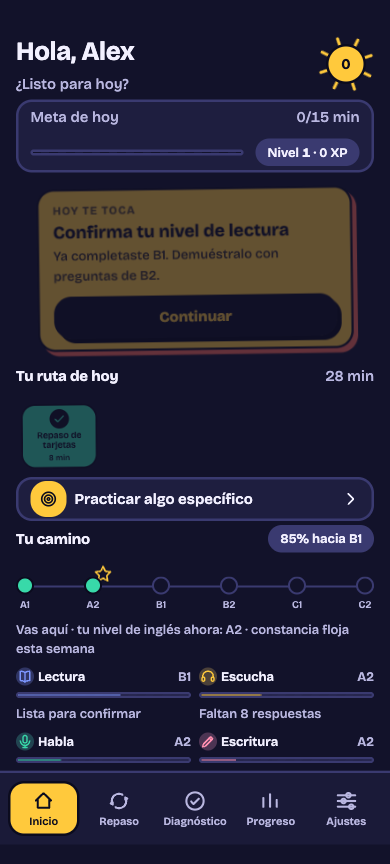 Hola, Alex
0
¿Listo para hoy?
Meta de hoy 0/15 min
Nivel 1 · 0 XP
HOY TE TOCA
Confirma tu nivel de lectura
Ya completaste B1. Demuéstralo con
preguntas de B2.
Continuar
Tu ruta de hoy 28 min
Repaso de
tarjetas
8 min
Practicar algo específico
Tu camino 85% hacia B1
A1 A2 B1 B2 C1 C2
Vas aquí · tu nivel de inglés ahora: A2 · constancia floja
esta semana
Lectura B1 Escucha A2
Lista para confirmar Faltan 8 respuestas
Habla A2 Escritura A2
Inicio Repaso Diagnóstico Progreso Ajustes